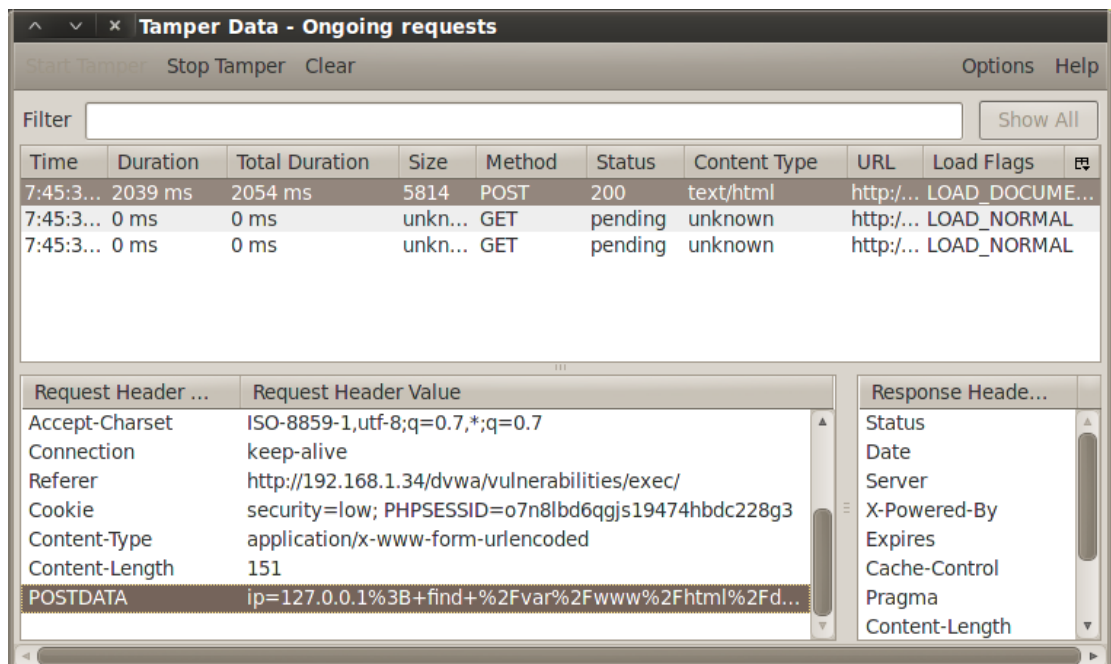 Tamper Data - Ongoing requests
Start Tamper Stop Tamper Clear Options Help
Filter Show All
Time Duration Total Duration Size Method Status Content Type URL Load Flags
7:45:3... 2039 ms 2054 ms 5814 POST 200 text/html http:/... LOAD_DOCUME...
7:45:3... 0 ms 0 ms unkn... GET pending unknown http:/... LOAD_NORMAL
7:45:3... 0 ms 0 ms unkn... GET pending unknown http:/... LOAD_NORMAL
Request Header ... Request Header Value Response Heade...
Accept-Charset ISO-8859-1,utf-8;q=0.7,*;q=0.7 Status
Connection keep-alive Date
Referer http://192.168.1.34/dvwa/vulnerabilities/exec/ Server
Cookie security=low; PHPSESSID=o7n8lbd6qgjs19474hbdc228g3 X-Powered-By
Content-Type application/x-www-form-urlencoded Expires
Content-Length 151 Cache-Control
POSTDATA ip=127.0.0.1%3B+find+%2Fvar%2Fwww%2Fhtml%2Fd... Pragma
Content-Length